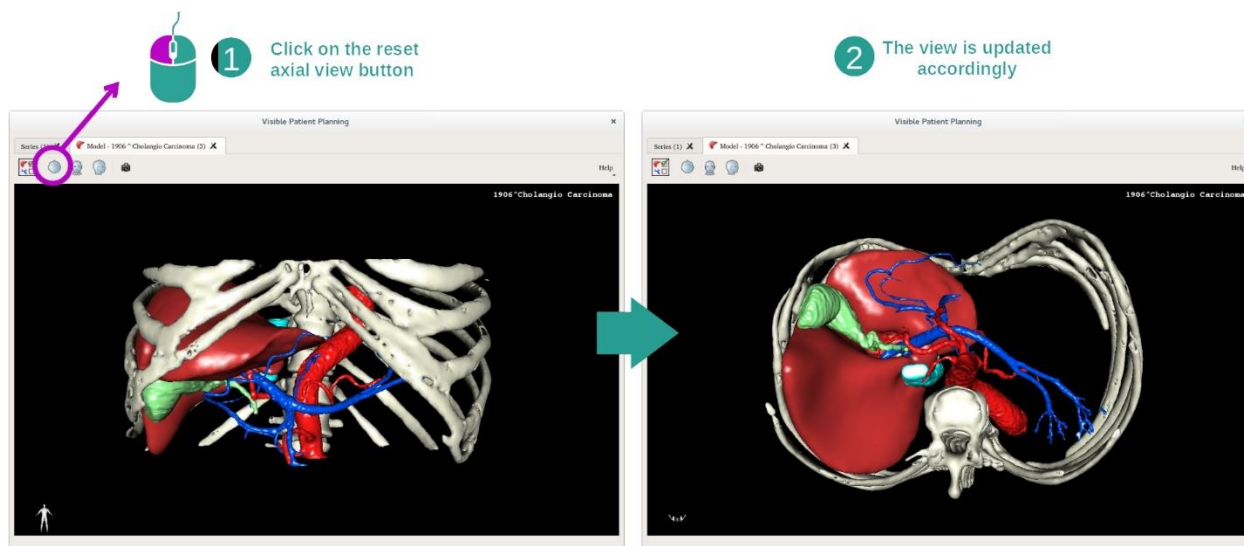 1
Click on the reset
axial view button
2
The view is updated
accordingly
Visible Patient Planning
Model - 1906 ^ Cholangio Carcinoma (3)
Help
1906^Cholangio Carcinoma
Visible Patient Planning
Series (1)
Model - 1906 ^ Cholangio Carcinoma (3)
Help
1906^Cholangio Carcinoma